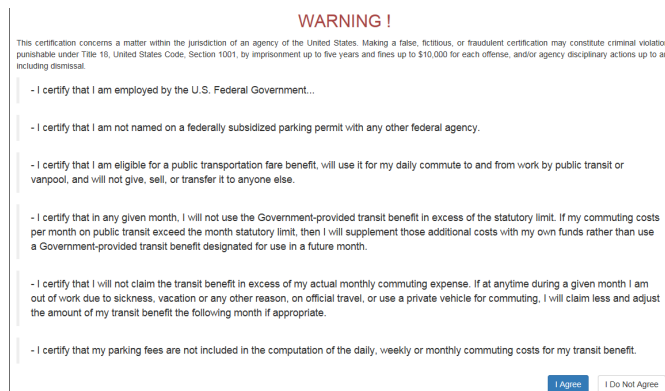 WARNING !
This certification concerns a matter within the jurisdiction of an agency of the United States. Making a false, fictitious, or fraudulent certification may constitute criminal
punishable under Title 18, United States Code, Section 1001, by imprisonment up to five years and fines up to $10,000 for each offense, and/or agency disciplinary actions up to
including dismissal.
- I certify that I am employed by the U.S. Federal Government...
- I certify that I am not named on a federally subsidized parking permit with any other federal agency.
- I certify that I am eligible for a public transportation fare benefit, will use it for my daily commute to and from work by public transit or
vanpool, and will not give, sell, or transfer it to anyone else.
- I certify that in any given month, I will not use the Government-provided transit benefit in excess of the statutory limit. If my commuting costs
per month on public transit exceed the month statutory limit, then I will supplement those additional costs with my own funds rather than use
a Government-provided transit benefit designated for use in a future month.
- I certify that I will not claim the transit benefit in excess of my actual monthly commuting expense. If at anytime during a given month I am
out of work due to sickness, vacation or any other reason, on official travel, or use a private vehicle for commuting, I will claim less and adjust
the amount of my transit benefit the following month if appropriate.
- I certify that my parking fees are not included in the computation of the daily, weekly or monthly commuting costs for my transit benefit.
I Agree I Do Not Agree